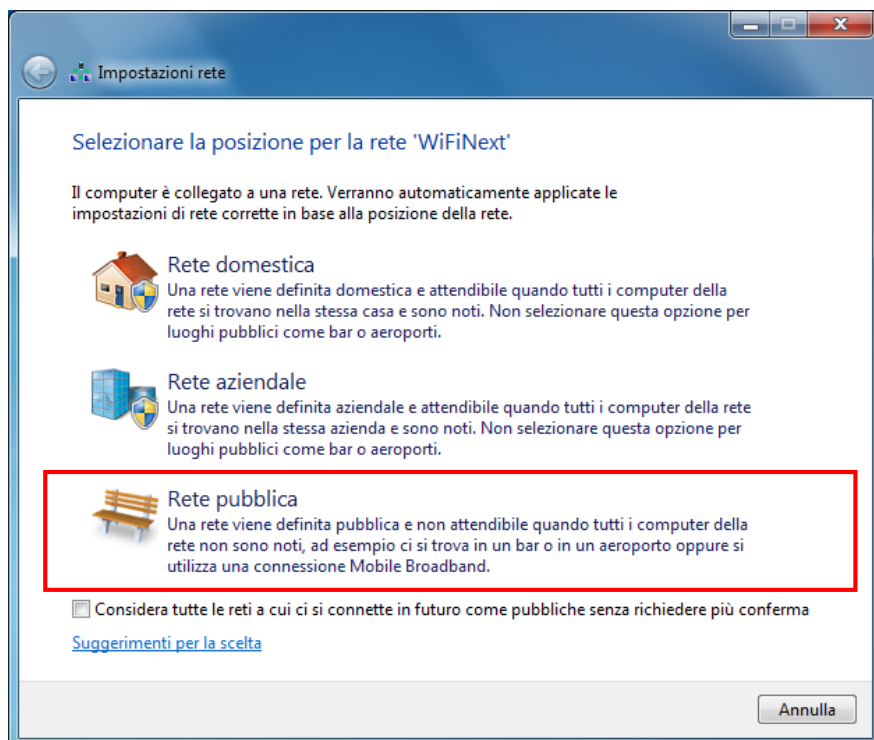 Impostazioni rete
Selezionare la posizione per la rete 'WiFiNext'
Il computer è collegato a una rete. Verranno automaticamente applicate le
impostazioni di rete corrette in base alla posizione della rete.
Rete domestica
Una rete viene definita domestica e attendibile quando tutti i computer della
rete si trovano nella stessa casa e sono noti. Non selezionare questa opzione per
luoghi pubblici come bar o aeroporti.
Rete aziendale
Una rete viene definita aziendale e attendibile quando tutti i computer della rete
si trovano nella stessa azienda e sono noti. Non selezionare questa opzione per
luoghi pubblici come bar o aeroporti.
Rete pubblica
Una rete viene definita pubblica e non attendibile quando tutti i computer della
rete non sono noti, ad esempio ci si trova in un bar o in un aeroporto oppure si
utilizza una connessione Mobile Broadband.
Considera tutte le reti a cui ci si connette in futuro come pubbliche senza richiedere più conferma
Suggerimenti per la scelta
Annulla